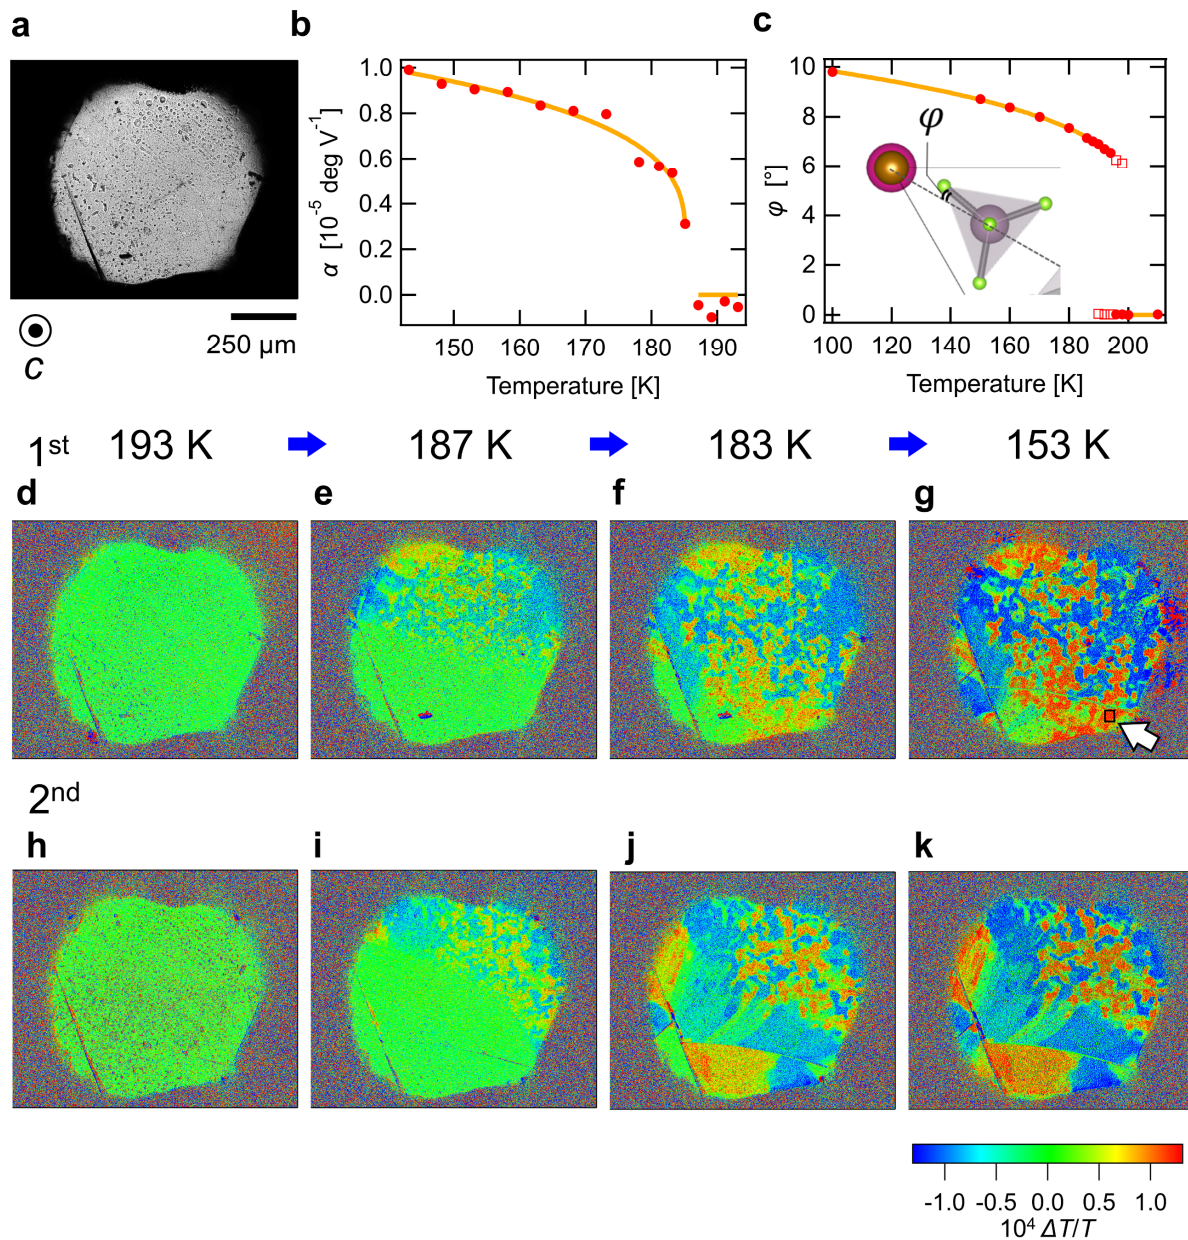 a
b
c
250 μm
c
1.0
0.8
0.6
0.4
0.2
0.0
α [10⁻⁵ deg V⁻¹]
150
160
170
180
190
Temperature [K]
10
8
6
4
2
0
φ [°]
φ
100
120
140
160
180
200
Temperature [K]
1st 193 K 187 K 183 K 153 K
d
e
f
g
2nd
h
i
j
k
-1.0 -0.5 0.0 0.5 1.0
10⁴ ΔT/T